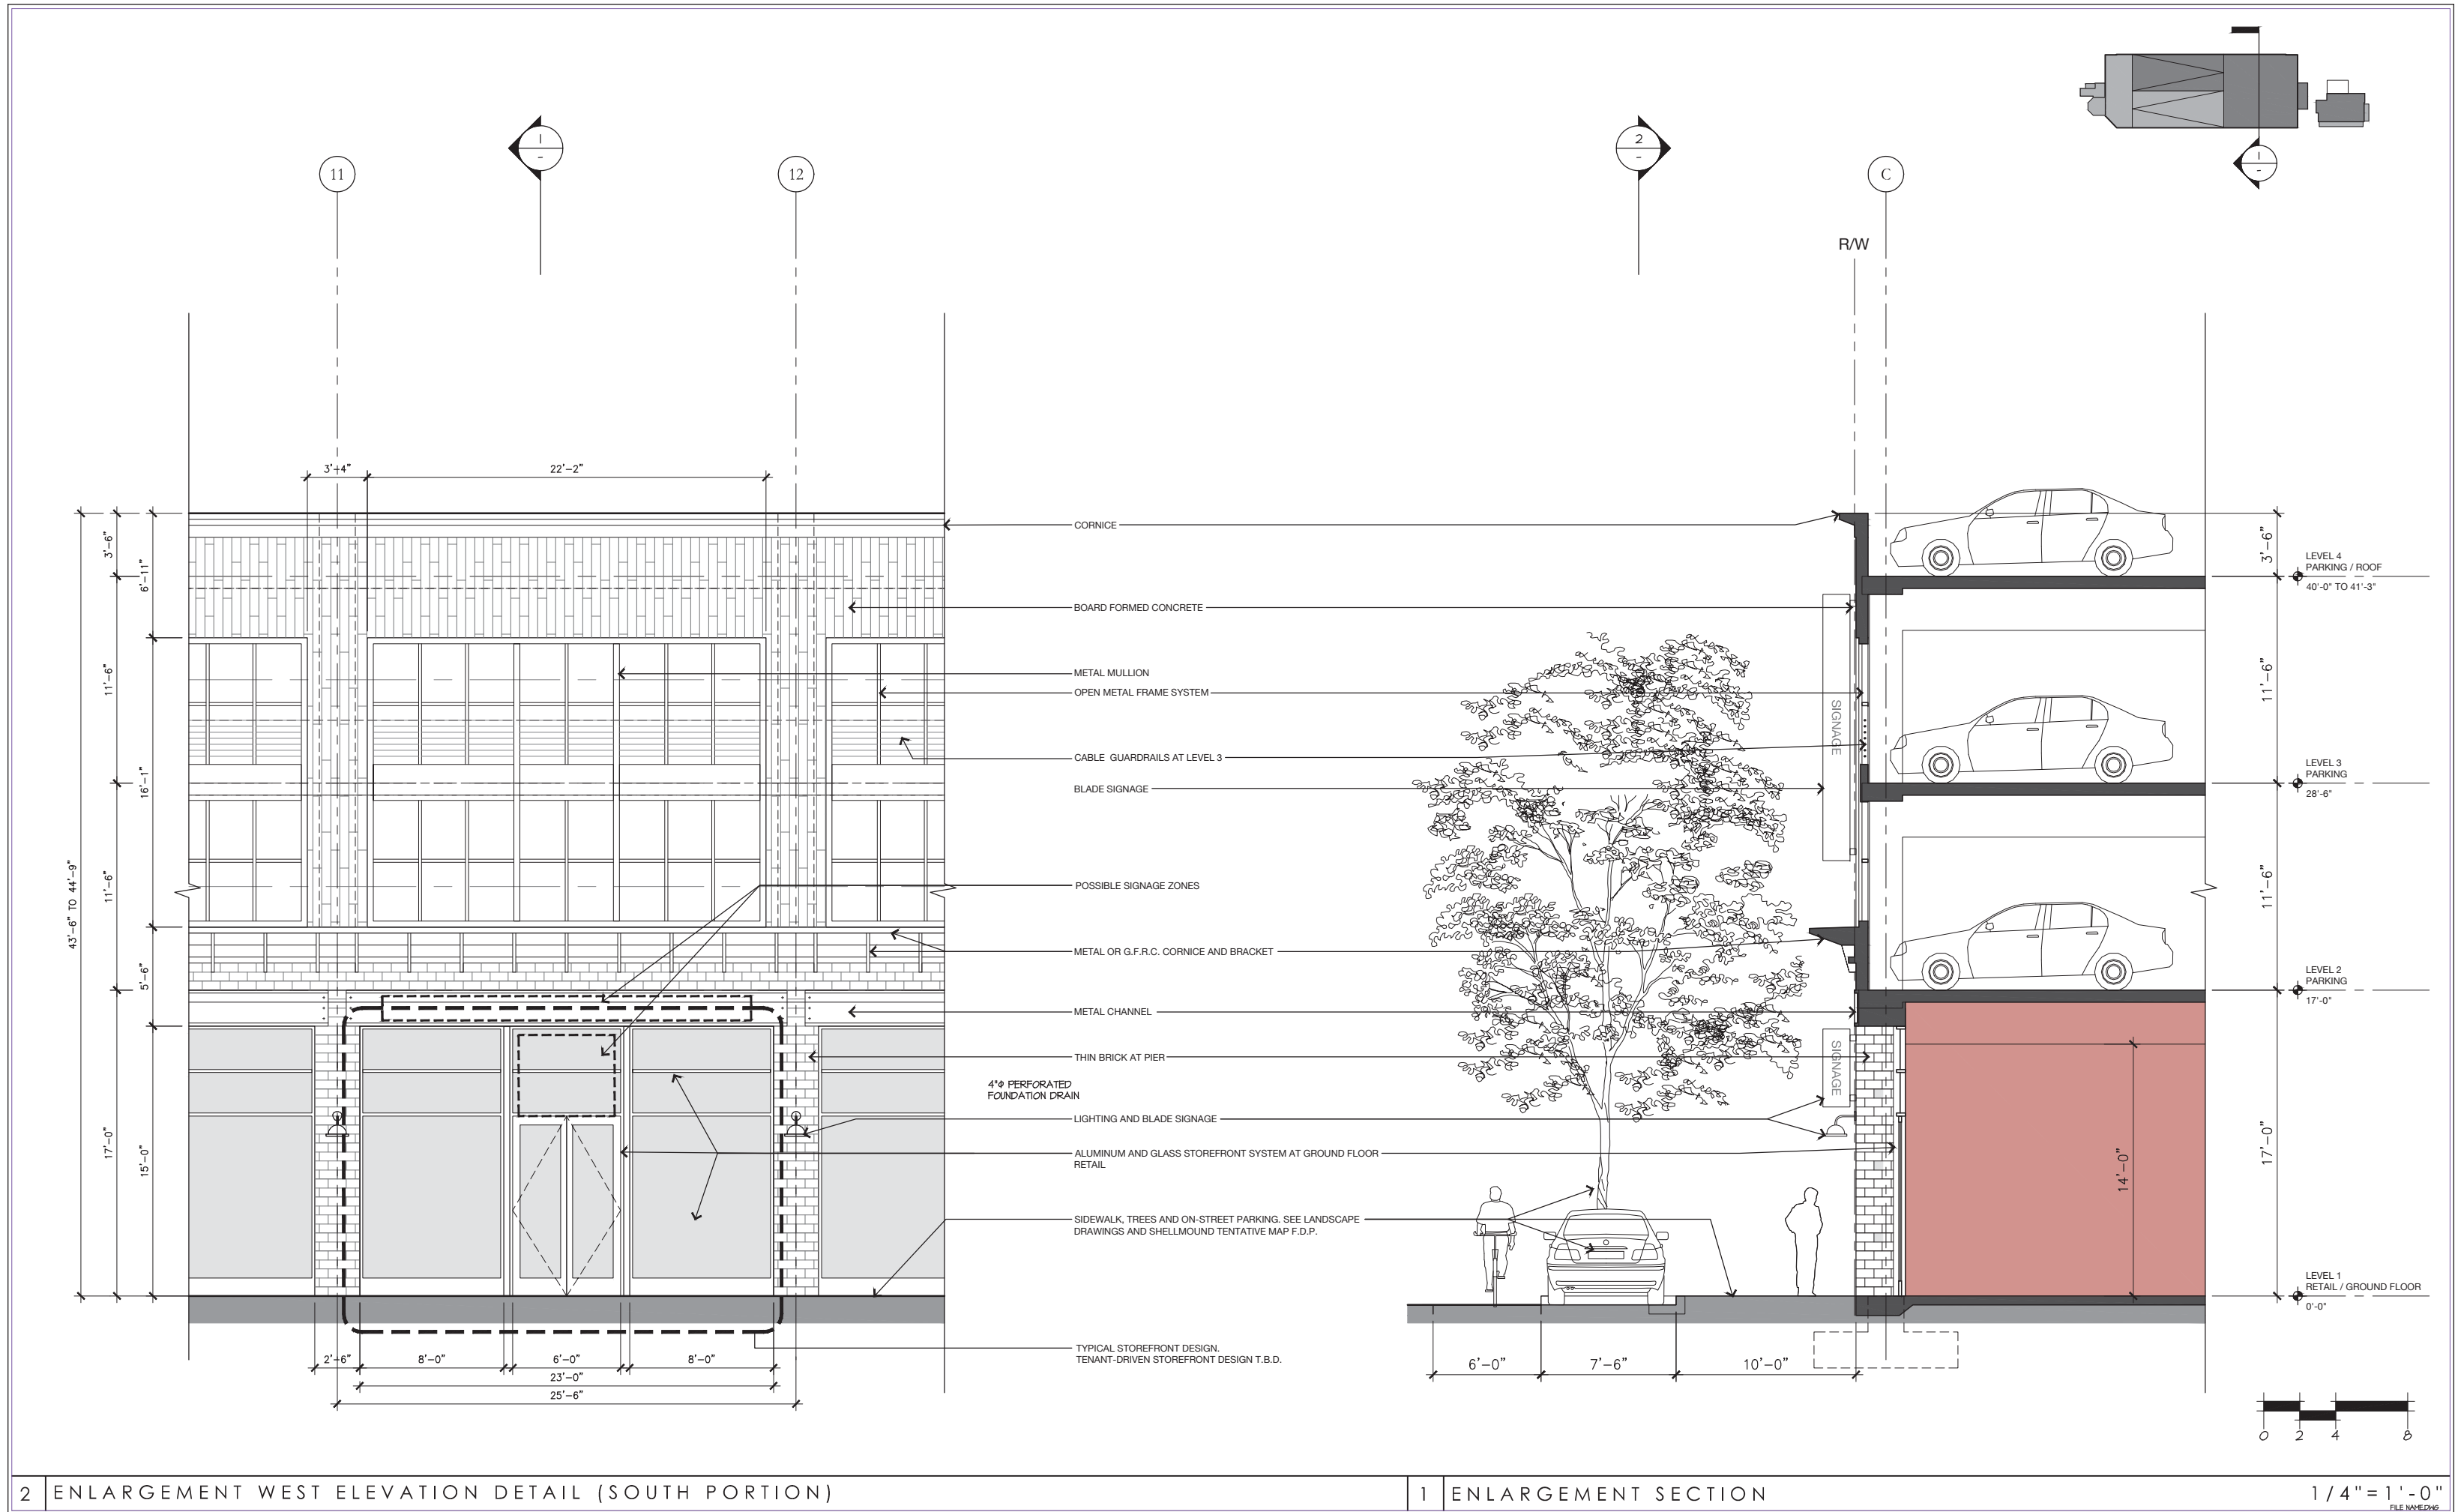 1
-
11
1
-
12
2
-
C
R/W
3'-4"
22'-2"
3'-6"
6'-11"
11'-6"
16'-1"
11'-6"
43'-6" TO 44'-9"
5'-6"
17'-0"
15'-0"
2'-6"
8'-0"
6'-0"
8'-0"
23'-0"
25'-6"
CORNICE
BOARD FORMED CONCRETE
METAL MULLION
OPEN METAL FRAME SYSTEM
CABLE GUARDRAILS AT LEVEL 3
BLADE SIGNAGE
POSSIBLE SIGNAGE ZONES
METAL OR G.F.R.C. CORNICE AND BRACKET
METAL CHANNEL
THIN BRICK AT PIER
4"Φ PERFORATED
FOUNDATION DRAIN
LIGHTING AND BLADE SIGNAGE
ALUMINUM AND GLASS STOREFRONT SYSTEM AT GROUND FLOOR
RETAIL
SIDEWALK, TREES AND ON-STREET PARKING. SEE LANDSCAPE
DRAWINGS AND SHELLMOUND TENTATIVE MAP F.D.P.
TYPICAL STOREFRONT DESIGN.
TENANT-DRIVEN STOREFRONT DESIGN T.B.D.
SIGNAGE
SIGNAGE
14'-0"
6'-0"
7'-6"
10'-0"
3'-6"
LEVEL 4
PARKING / ROOF
40'-0" TO 41'-3"
11'-6"
LEVEL 3
PARKING
28'-6"
11'-6"
LEVEL 2
PARKING
17'-0"
17'-0"
LEVEL 1
RETAIL / GROUND FLOOR
0'-0"
0 2 4 8
2 ENLARGEMENT WEST ELEVATION DETAIL (SOUTH PORTION)
1 ENLARGEMENT SECTION
1/4"=1'-0"
FILE NAME.DWG